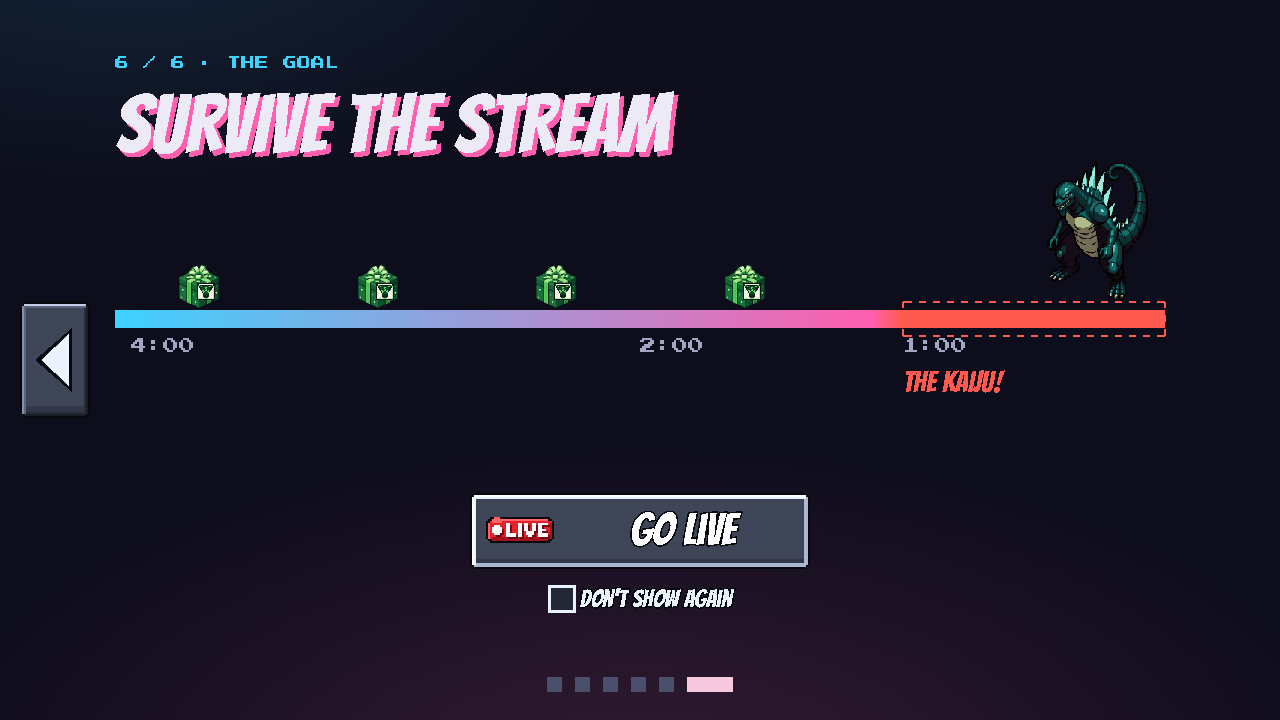 6 / 6 · THE GOAL
SURVIVE THE STREAM
4:00
2:00
1:00
THE KAIJU!
LIVE
GO LIVE
DON'T SHOW AGAIN